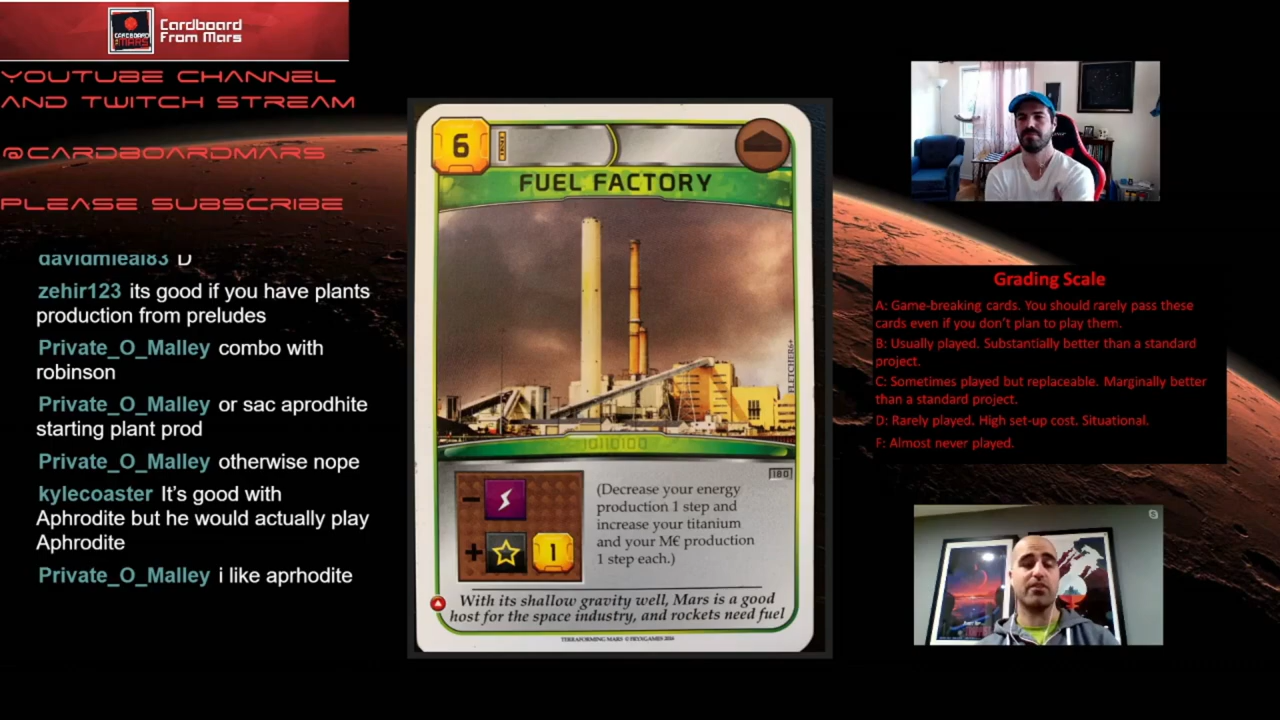 Cardboard
From Mars
YOUTUBE CHANNEL
AND TWITCH STREAM
@CARDBOARDMARS
PLEASE SUBSCRIBE
davidmleal83 D
zehir123 its good if you have plants
production from preludes
Private_O_Malley combo with
robinson
Private_O_Malley or sac aprodhite
starting plant prod
Private_O_Malley otherwise nope
kylecoaster It's good with
Aphrodite but he would actually play
Aphrodite
Private_O_Malley i like aprhodite
6
FUEL FACTORY
FLETCHER6*
180
(Decrease your energy
production 1 step and
increase your titanium
and your M€ production
1 step each.)
-
+ 1
With its shallow gravity well, Mars is a good
host for the space industry, and rockets need fuel
TERRAFORMING MARS ©FRYXGAMES 2016
Grading Scale
A: Game-breaking cards. You should rarely pass these
cards even if you don't plan to play them.
B: Usually played. Substantially better than a standard
project.
C: Sometimes played but replaceable. Marginally better
than a standard project.
D: Rarely played. High set-up cost. Situational.
F: Almost never played.